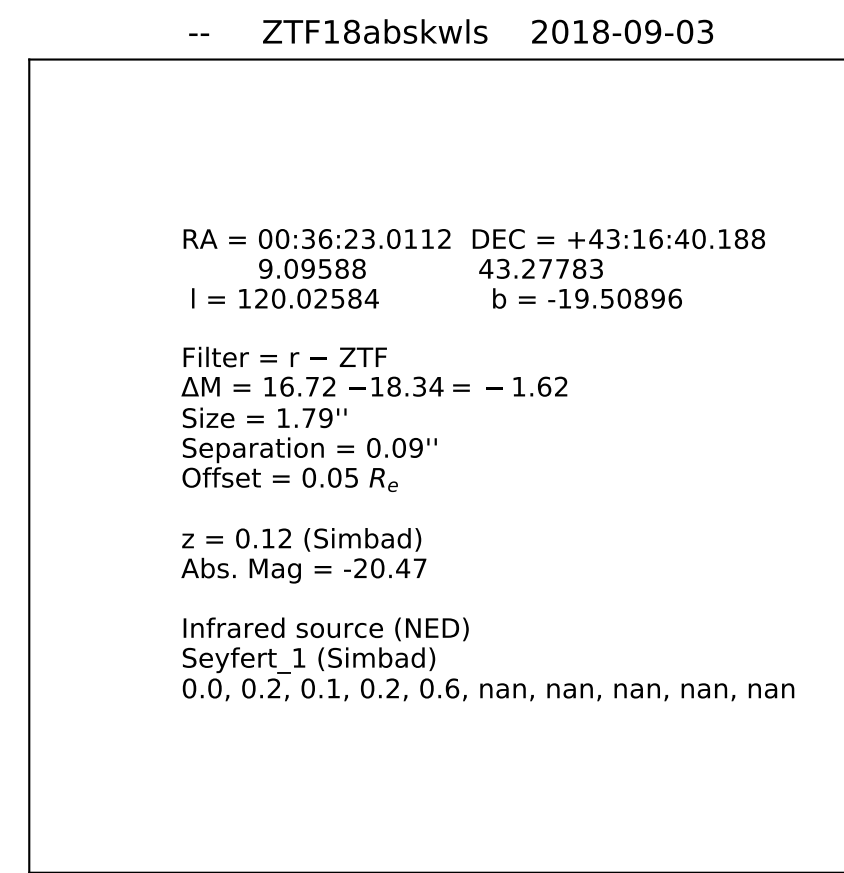 -- ZTF18abskwls 2018-09-03
RA = 00:36:23.0112 DEC = +43:16:40.188
9.09588 43.27783
l = 120.02584 b = -19.50896
Filter = r − ZTF
ΔM = 16.72 −18.34 = − 1.62
Size = 1.79''
Separation = 0.09''
Offset = 0.05 Re
z = 0.12 (Simbad)
Abs. Mag = -20.47
Infrared source (NED)
Seyfert_1 (Simbad)
0.0, 0.2, 0.1, 0.2, 0.6, nan, nan, nan, nan, nan